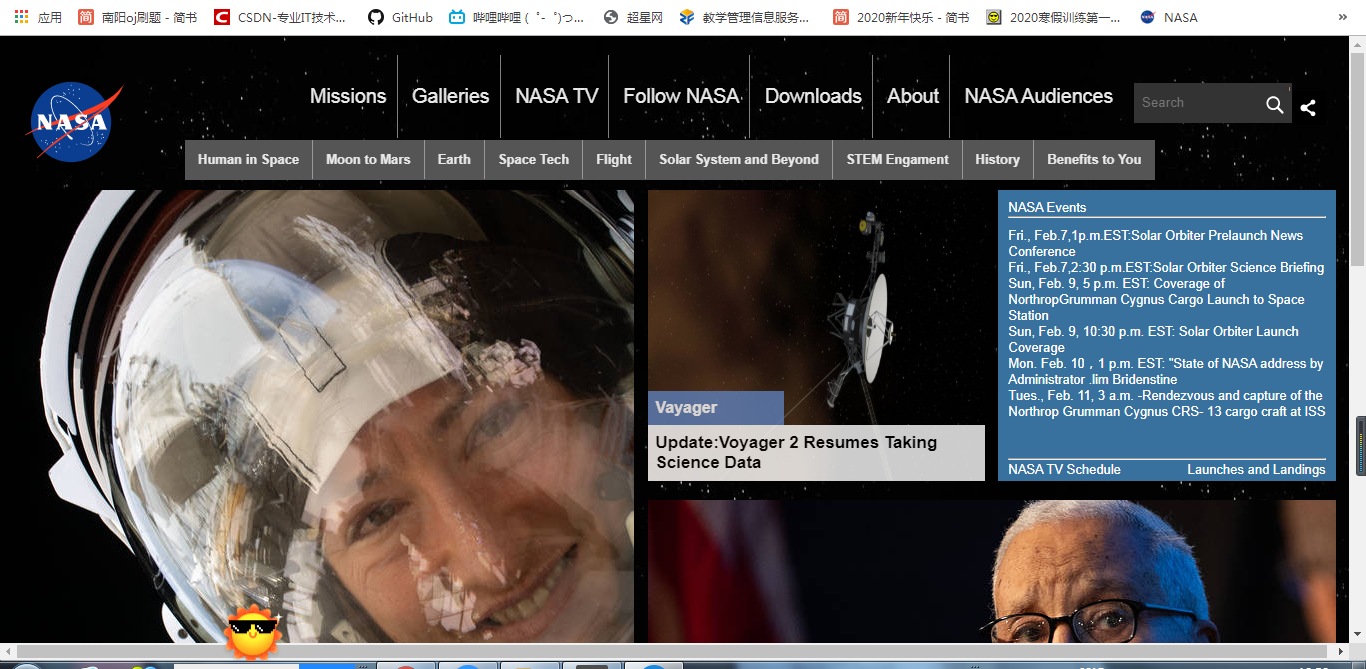 应用
南阳oj刷题 - 简书
CSDN-专业IT技术...
GitHub
哔哩哔哩 ( ゜- ゜)つ...
超星网
教学管理信息服务...
2020新年快乐 - 简书
2020寒假训练第一...
NASA
»
NASA
Missions
Galleries
NASA TV
Follow NASA
Downloads
About
NASA Audiences
Search
Human in Space
Moon to Mars
Earth
Space Tech
Flight
Solar System and Beyond
STEM Engament
History
Benefits to You
Vayager
Update:Voyager 2 Resumes Taking
Science Data
NASA Events
Fri., Feb.7,1p.m.EST:Solar Orbiter Prelaunch News
Conference
Fri., Feb.7,2:30 p.m.EST:Solar Orbiter Science Briefing
Sun, Feb. 9, 5 p.m. EST: Coverage of
NorthropGrumman Cygnus Cargo Launch to Space
Station
Sun, Feb. 9, 10:30 p.m. EST: Solar Orbiter Launch
Coverage
Mon. Feb. 10 , 1 p.m. EST: "State of NASA address by
Administrator .lim Bridenstine
Tues., Feb. 11, 3 a.m. -Rendezvous and capture of the
Northrop Grumman Cygnus CRS- 13 cargo craft at ISS
NASA TV Schedule
Launches and Landings